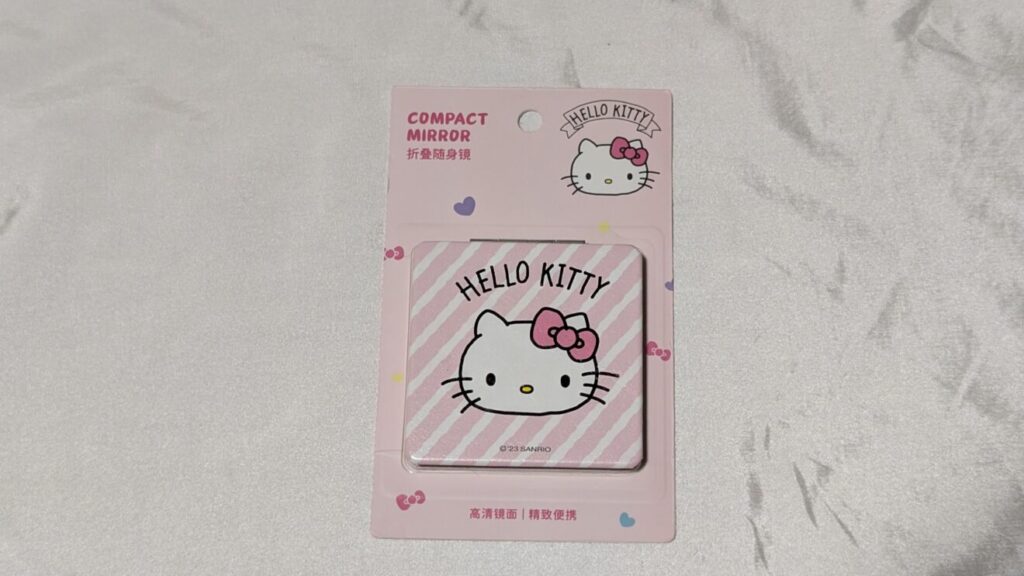 COMPACT
MIRROR
折叠随身镜
HELLO KITTY
HELLO KITTY
©'23 SANRIO
高清镜面 | 精致便携